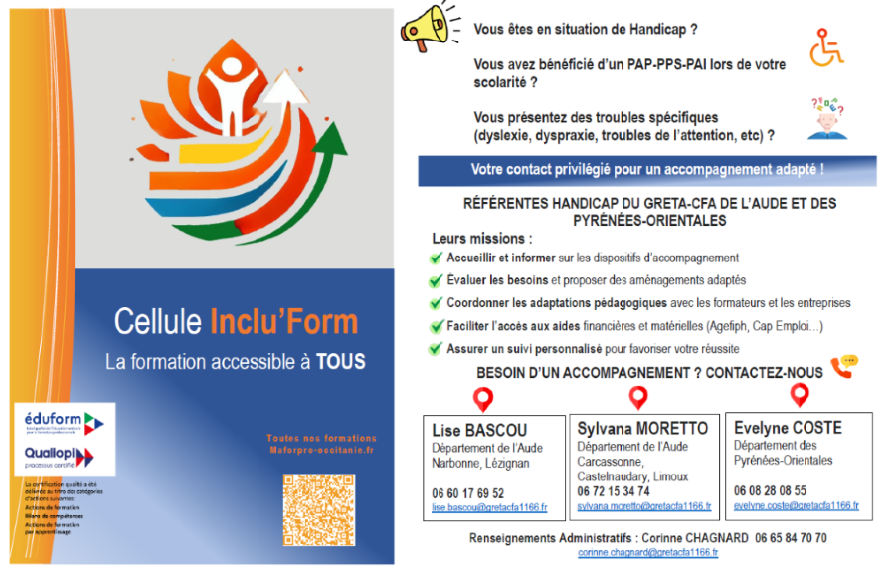 Cellule Inclu'Form
La formation accessible à TOUS
éduform
Qualiopi
processus certifié
La certification qualité a été
délivrée au titre des catégories
d'actions suivantes:
Actions de formation
Bilans de compétences
Actions de formation
par apprentissage
Toutes nos formations
Maforpro-occitanie.fr
Vous êtes en situation de Handicap ?
Vous avez bénéficié d'un PAP-PPS-PAI lors de votre
scolarité ?
Vous présentez des troubles spécifiques
(dyslexie, dyspraxie, troubles de l'attention, etc) ?
Votre contact privilégié pour un accompagnement adapté !
RÉFÉRENTES HANDICAP DU GRETA-CFA DE L'AUDE ET DES
PYRÉNÉES-ORIENTALES
Leurs missions :
Accueillir et informer sur les dispositifs d'accompagnement
Évaluer les besoins et proposer des aménagements adaptés
Coordonner les adaptations pédagogiques avec les formateurs et les entreprises
Faciliter l'accès aux aides financières et matérielles (Agefiph, Cap Emploi...)
Assurer un suivi personnalisé pour favoriser votre réussite
BESOIN D'UN ACCOMPAGNEMENT ? CONTACTEZ-NOUS
Lise BASCOU
Département de l'Aude
Narbonne, Lézignan
06 60 17 69 52
lise.bascou@gretacfa1166.fr
Sylvana MORETTO
Département de l'Aude
Carcassonne,
Castelnaudary, Limoux
06 72 15 34 74
sylvana.moretto@gretacfa1166.fr
Evelyne COSTE
Département des
Pyrénées-Orientales
06 08 28 08 55
evelyne.coste@gretacfa1166.fr
Renseignements Administratifs : Corinne CHAGNARD 06 65 84 70 70
corinne.chagnard@gretacfa1166.fr